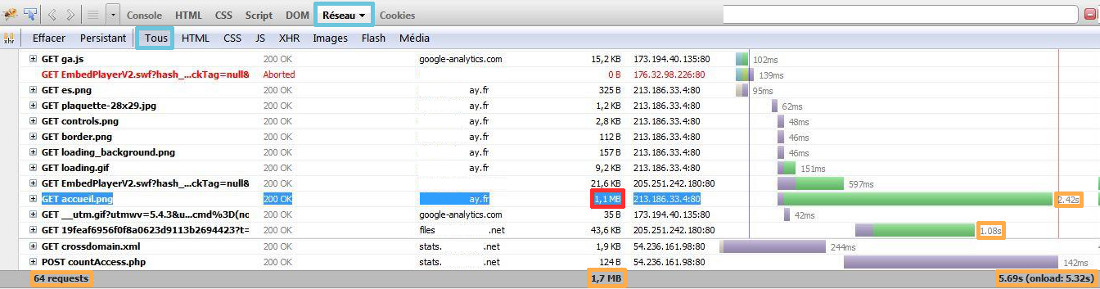 Console HTML CSS Script DOM Réseau Cookies
Effacer Persistant Tous HTML CSS JS XHR Images Flash Média
GET ga.js 200 OK google-analytics.com 15,2 KB 173.194.40.135:80 102ms
GET EmbedPlayerV2.swf?hash_...ckTag=null& Aborted 0 B 176.32.98.226:80 139ms
GET es.png 200 OK ay.fr 325 B 213.186.33.4:80 95ms
GET plaquette-28x29.jpg 200 OK ay.fr 1,2 KB 213.186.33.4:80 62ms
GET controls.png 200 OK ay.fr 2,8 KB 213.186.33.4:80 48ms
GET border.png 200 OK ay.fr 112 B 213.186.33.4:80 46ms
GET loading_background.png 200 OK ay.fr 157 B 213.186.33.4:80 46ms
GET loading.gif 200 OK ay.fr 9,2 KB 213.186.33.4:80 151ms
GET EmbedPlayerV2.swf?hash_...ckTag=null& 200 OK 21,6 KB 205.251.242.180:80 597ms
GET accueil.png 200 OK ay.fr 1,1 MB 213.186.33.4:80 2.42s
GET __utm.gif?utmwv=5.4.3&u...cmd%3D(no 200 OK google-analytics.com 35 B 173.194.40.135:80 42ms
GET 19feaf6956f0f8a0623d9113b2694423?t= 200 OK files .net 43,6 KB 205.251.242.180:80 1.08s
GET crossdomain.xml 200 OK stats. .net 1,9 KB 54.236.161.98:80 244ms
POST countAccess.php 200 OK stats. .net 124 B 54.236.161.98:80 142ms
64 requests 1,7 MB 5.69s (onload: 5.32s)